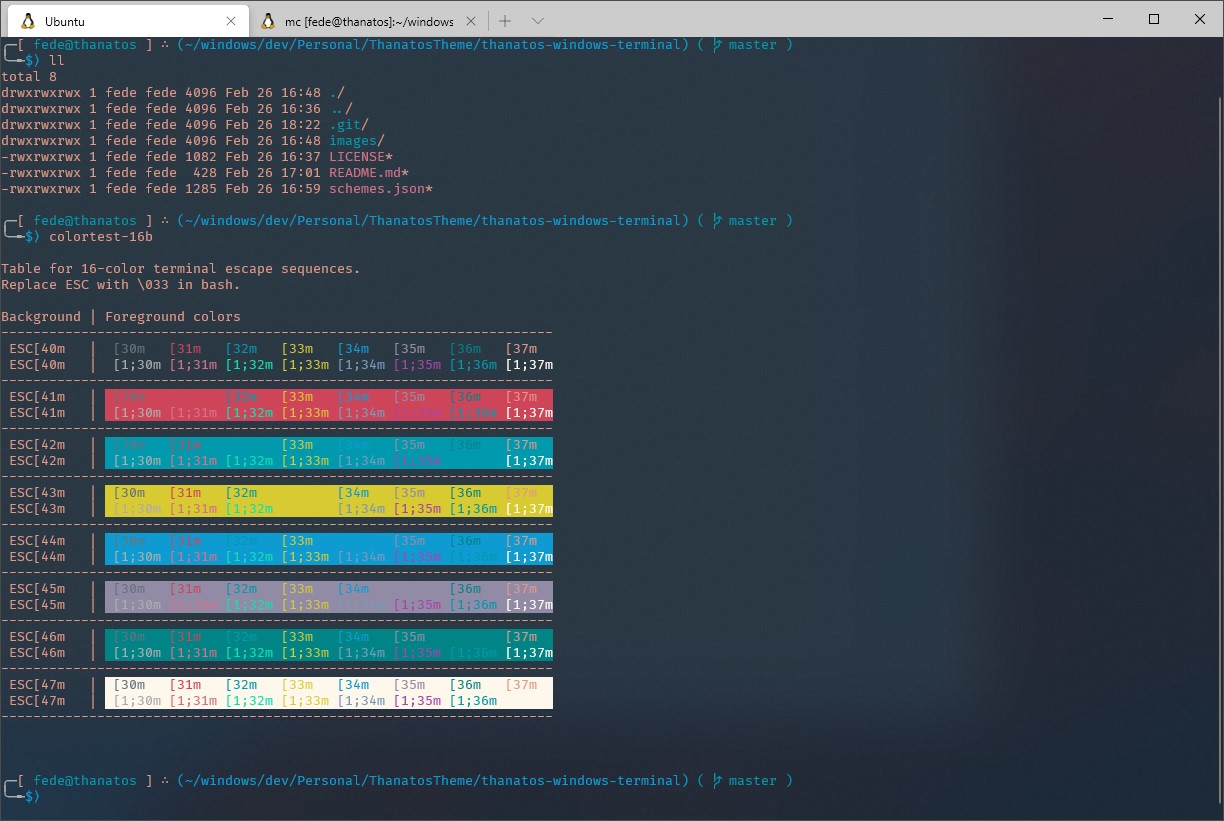 Ubuntu
mc [fede@thanatos]:~/windows
[ fede@thanatos ] ∴ (~/windows/dev/Personal/ThanatosTheme/thanatos-windows-terminal) ( master )
$) ll
total 8
drwxrwxrwx 1 fede fede 4096 Feb 26 16:48 ./
drwxrwxrwx 1 fede fede 4096 Feb 26 16:36 ../
drwxrwxrwx 1 fede fede 4096 Feb 26 18:22 .git/
drwxrwxrwx 1 fede fede 4096 Feb 26 16:48 images/
-rwxrwxrwx 1 fede fede 1082 Feb 26 16:37 LICENSE*
-rwxrwxrwx 1 fede fede  428 Feb 26 17:01 README.md*
-rwxrwxrwx 1 fede fede 1285 Feb 26 16:59 schemes.json*
[ fede@thanatos ] ∴ (~/windows/dev/Personal/ThanatosTheme/thanatos-windows-terminal) ( master )
$) colortest-16b
Table for 16-color terminal escape sequences.
Replace ESC with \033 in bash.
Background | Foreground colors
---------------------------------------------------------------------
ESC[40m | [30m [31m [32m [33m [34m [35m [36m [37m
ESC[40m | [1;30m [1;31m [1;32m [1;33m [1;34m [1;35m [1;36m [1;37m
---------------------------------------------------------------------
ESC[41m | [30m [32m [33m [34m [35m [36m [37m
ESC[41m | [1;30m [1;31m [1;32m [1;33m [1;34m [1;35m [1;36m [1;37m
---------------------------------------------------------------------
ESC[42m | [30m [31m [33m [34m [35m [36m [37m
ESC[42m | [1;30m [1;31m [1;32m [1;33m [1;34m [1;35m [1;37m
---------------------------------------------------------------------
ESC[43m | [30m [31m [32m [34m [35m [36m [37m
ESC[43m | [1;30m [1;31m [1;32m [1;34m [1;35m [1;36m [1;37m
---------------------------------------------------------------------
ESC[44m | [30m [31m [32m [33m [35m [36m [37m
ESC[44m | [1;30m [1;31m [1;32m [1;33m [1;34m [1;35m [1;36m [1;37m
---------------------------------------------------------------------
ESC[45m | [30m [31m [32m [33m [34m [36m [37m
ESC[45m | [1;30m [1;31m [1;32m [1;33m [1;34m [1;35m [1;36m [1;37m
---------------------------------------------------------------------
ESC[46m | [30m [31m [32m [33m [34m [35m [37m
ESC[46m | [1;30m [1;31m [1;32m [1;33m [1;34m [1;35m [1;36m [1;37m
---------------------------------------------------------------------
ESC[47m | [30m [31m [32m [33m [34m [35m [36m [37m
ESC[47m | [1;30m [1;31m [1;32m [1;33m [1;34m [1;35m [1;36m
---------------------------------------------------------------------
[ fede@thanatos ] ∴ (~/windows/dev/Personal/ThanatosTheme/thanatos-windows-terminal) ( master )
$)